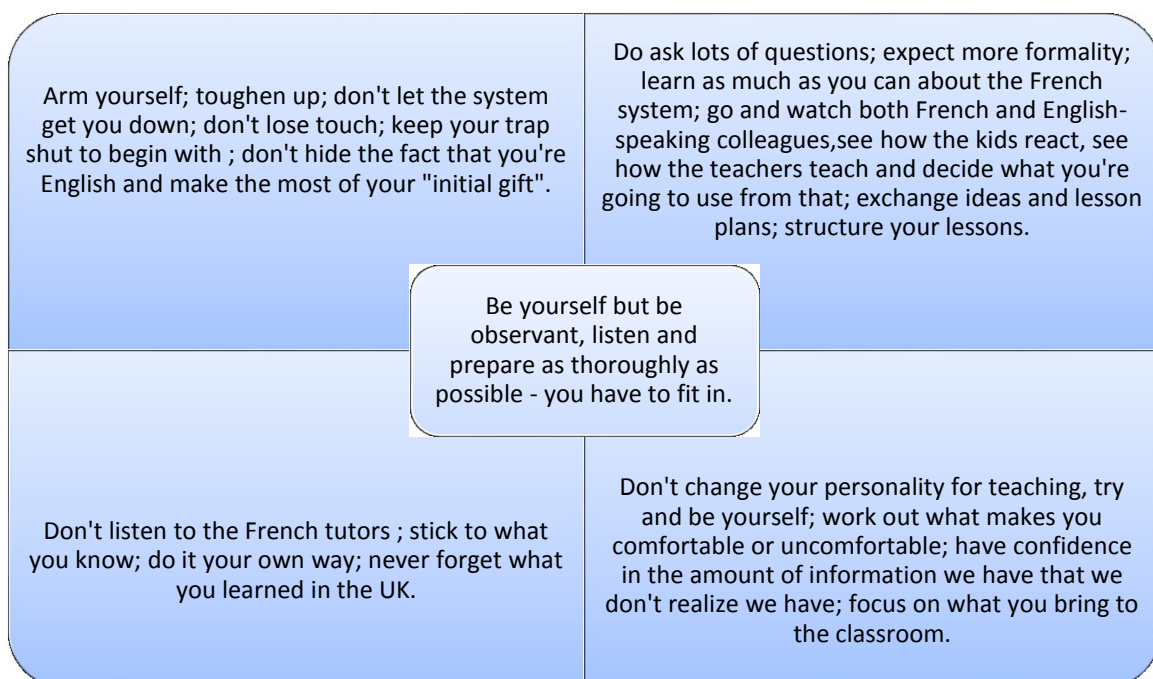 Arm yourself; toughen up; don't let the system
get you down; don't lose touch; keep your trap
shut to begin with ; don't hide the fact that you're
English and make the most of your "initial gift".
Do ask lots of questions; expect more formality;
learn as much as you can about the French
system; go and watch both French and English-
speaking colleagues,see how the kids react, see
how the teachers teach and decide what you're
going to use from that; exchange ideas and lesson
plans; structure your lessons.
Be yourself but be
observant, listen and
prepare as thoroughly as
possible - you have to fit in.
Don't listen to the French tutors ; stick to what
you know; do it your own way; never forget what
you learned in the UK.
Don't change your personality for teaching, try
and be yourself; work out what makes you
comfortable or uncomfortable; have confidence
in the amount of information we have that we
don't realize we have; focus on what you bring to
the classroom.